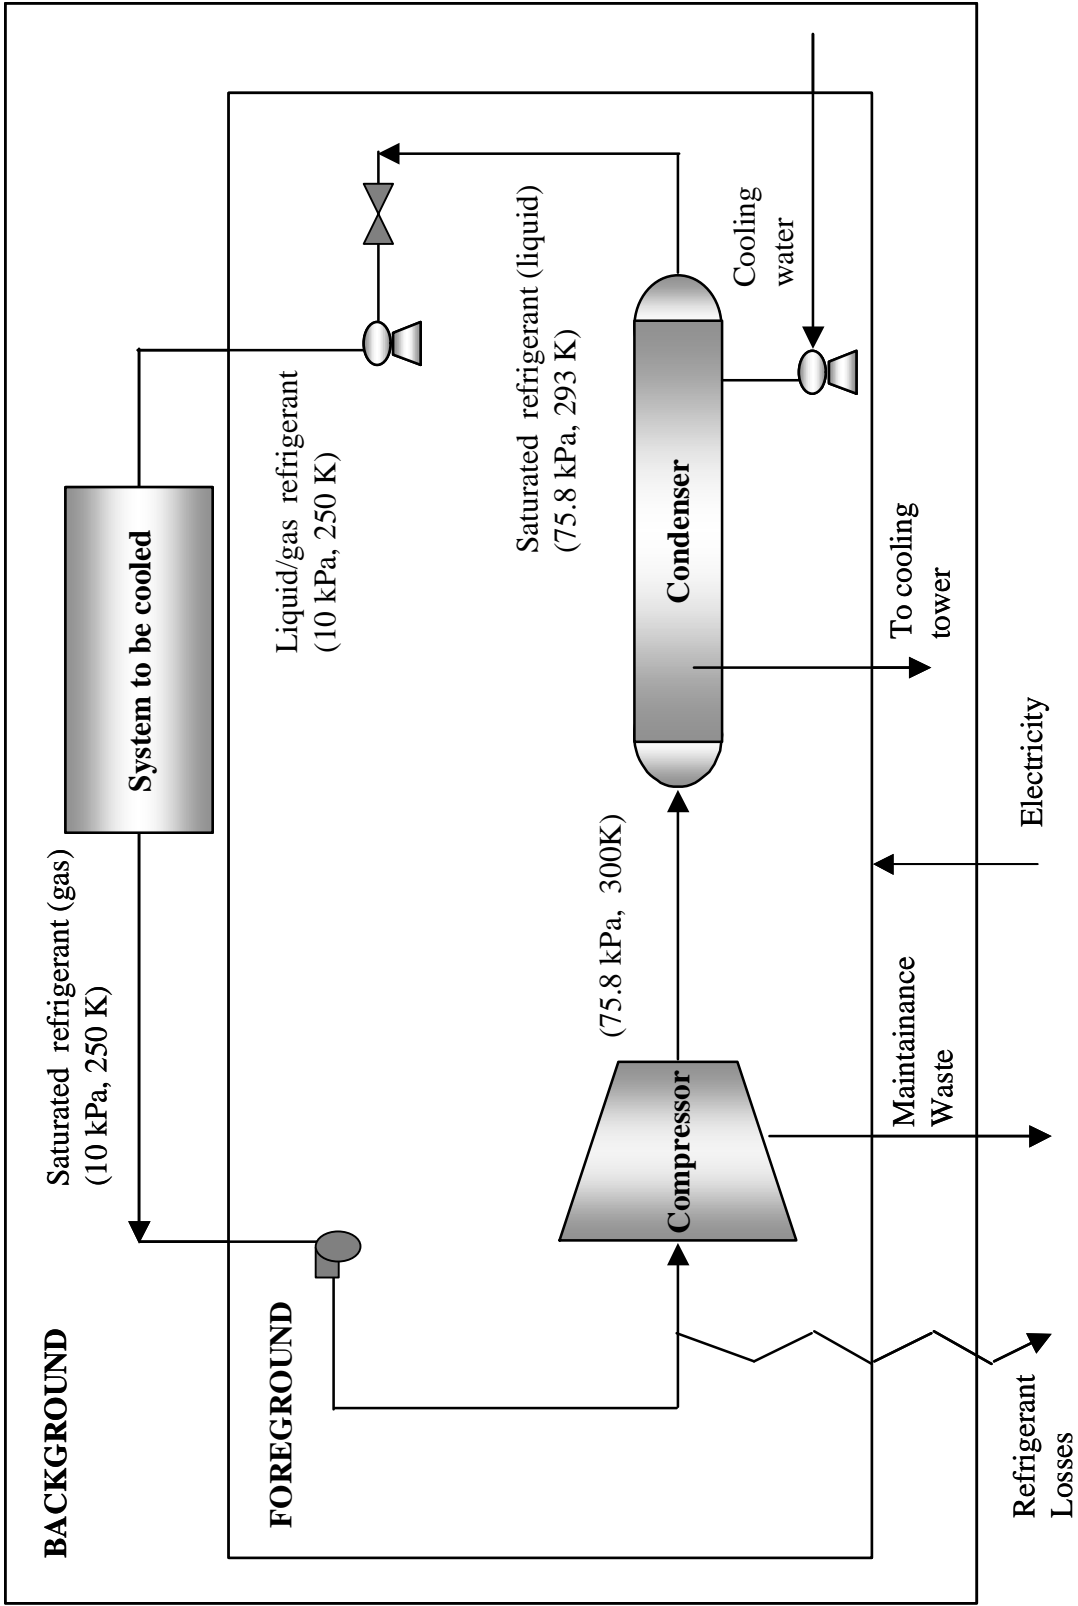 BACKGROUND
Saturated refrigerant (gas)
(10 kPa, 250 K)
System to be cooled
FOREGROUND
Liquid/gas refrigerant
(10 kPa, 250 K)
Saturated refrigerant (liquid)
(75.8 kPa, 293 K)
(75.8 kPa, 300K)
Compressor
Condenser
Cooling
water
Maintainance
Waste
To cooling
tower
Refrigerant
Losses
Electricity